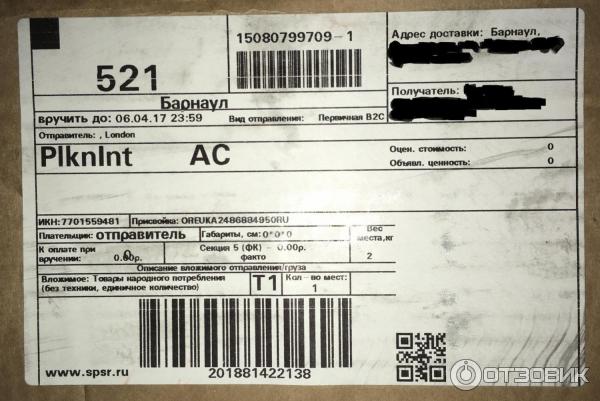 15080799709-1
521
Барнаул
вручить до: 06.04.17 23:59 Вид отправления: Первичная B2C
Адрес доставки: Барнаул,
Получатель:
Отправитель: , London
PlknInt AC
Оцен. стоимость: 0
Объявл. ценность: 0
ИКН:7701559481 Присвойка: OREUKA2486884950RU
Плательщик: отправитель Габариты, см:0*0*0 Вес места,кг
К оплате при вручении: 0.00р. Секция 5 (ФК) - 0.00р. факто 2
Описание вложимого отправления/груза
Вложимое: Товары народного потребления
(без техники, единичное количество)
T1 Кол-во мест:
1
www.spsr.ru
201881422138
ОТЗОВИК